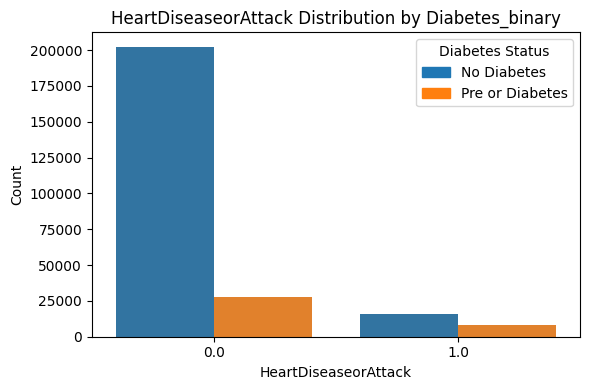 HeartDiseaseorAttack Distribution by Diabetes_binary
Diabetes Status
No Diabetes
Pre or Diabetes
200000
175000
150000
125000
100000
75000
50000
25000
0
Count
0.0
1.0
HeartDiseaseorAttack